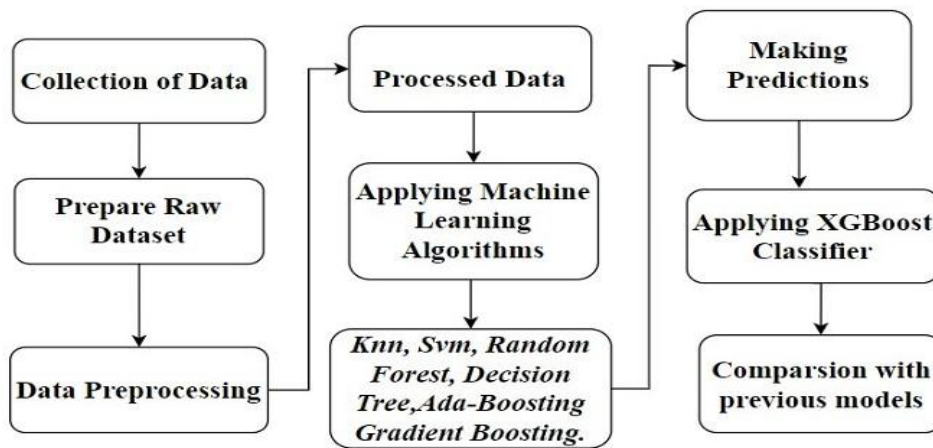 Collection of Data
Prepare Raw
Dataset
Data Preprocessing
Processed Data
Applying Machine
Learning
Algorithms
Knn, Svm, Random
Forest, Decision
Tree,Ada-Boosting
Gradient Boosting.
Making
Predictions
Applying XGBoost
Classifier
Comparsion with
previous models